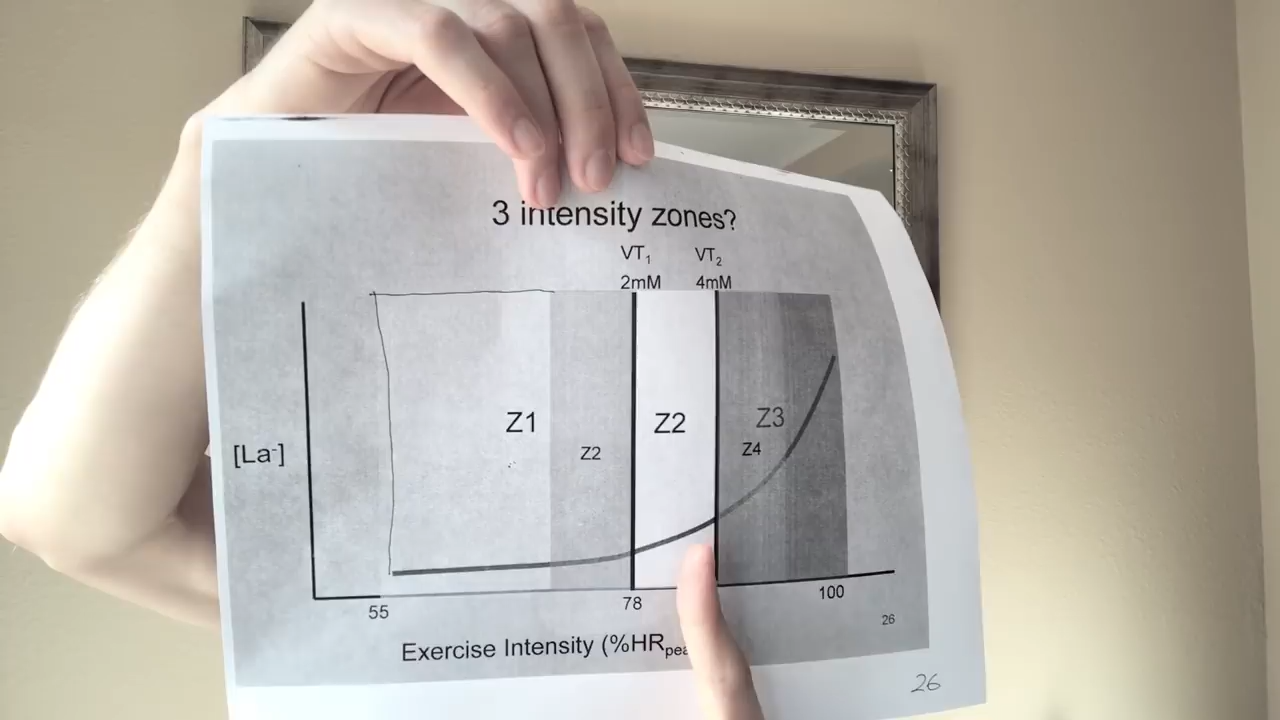 3 intensity zones?
VT₁ VT₂
2mM 4mM
Z1 Z2 Z3
Z2 Z4
[La⁻]
55 78 100
26
Exercise Intensity (%HR
26